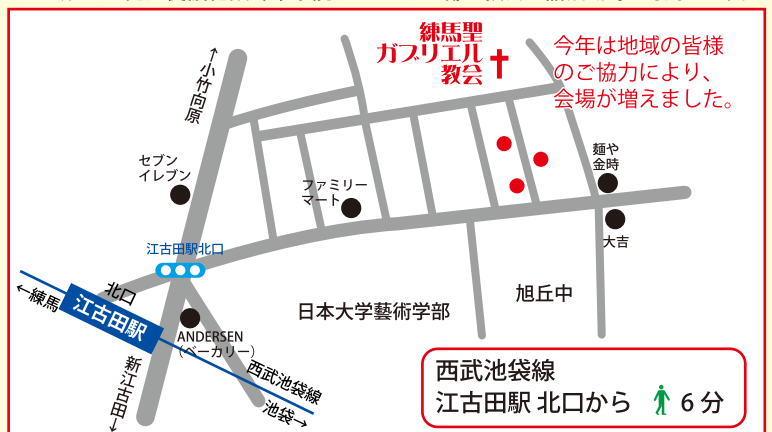 練馬聖
ガブリエル
教会
今年は地域の皆様
のご協力により、
会場が増えました。
↑小竹向原
セブン
イレブン
ファミリー
マート
麺や
金時
大吉
江古田駅北口
北口
←練馬
江古田駅
日本大学藝術学部
旭丘中
ANDERSEN
（ベーカリー）
西武池袋線
池袋→
新江古田→
西武池袋線
江古田駅 北口から 6 分